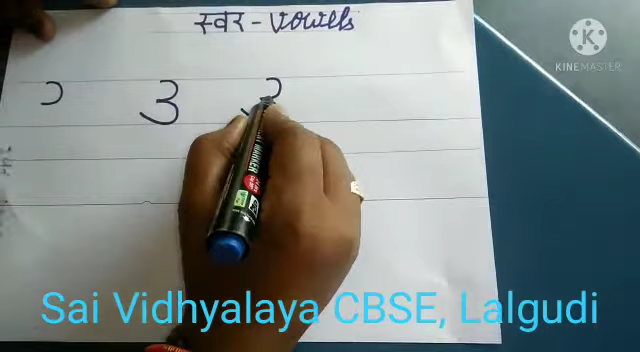 स्वर - vowels
KINEMASTER
Sai Vidhyalaya CBSE, Lalgudi